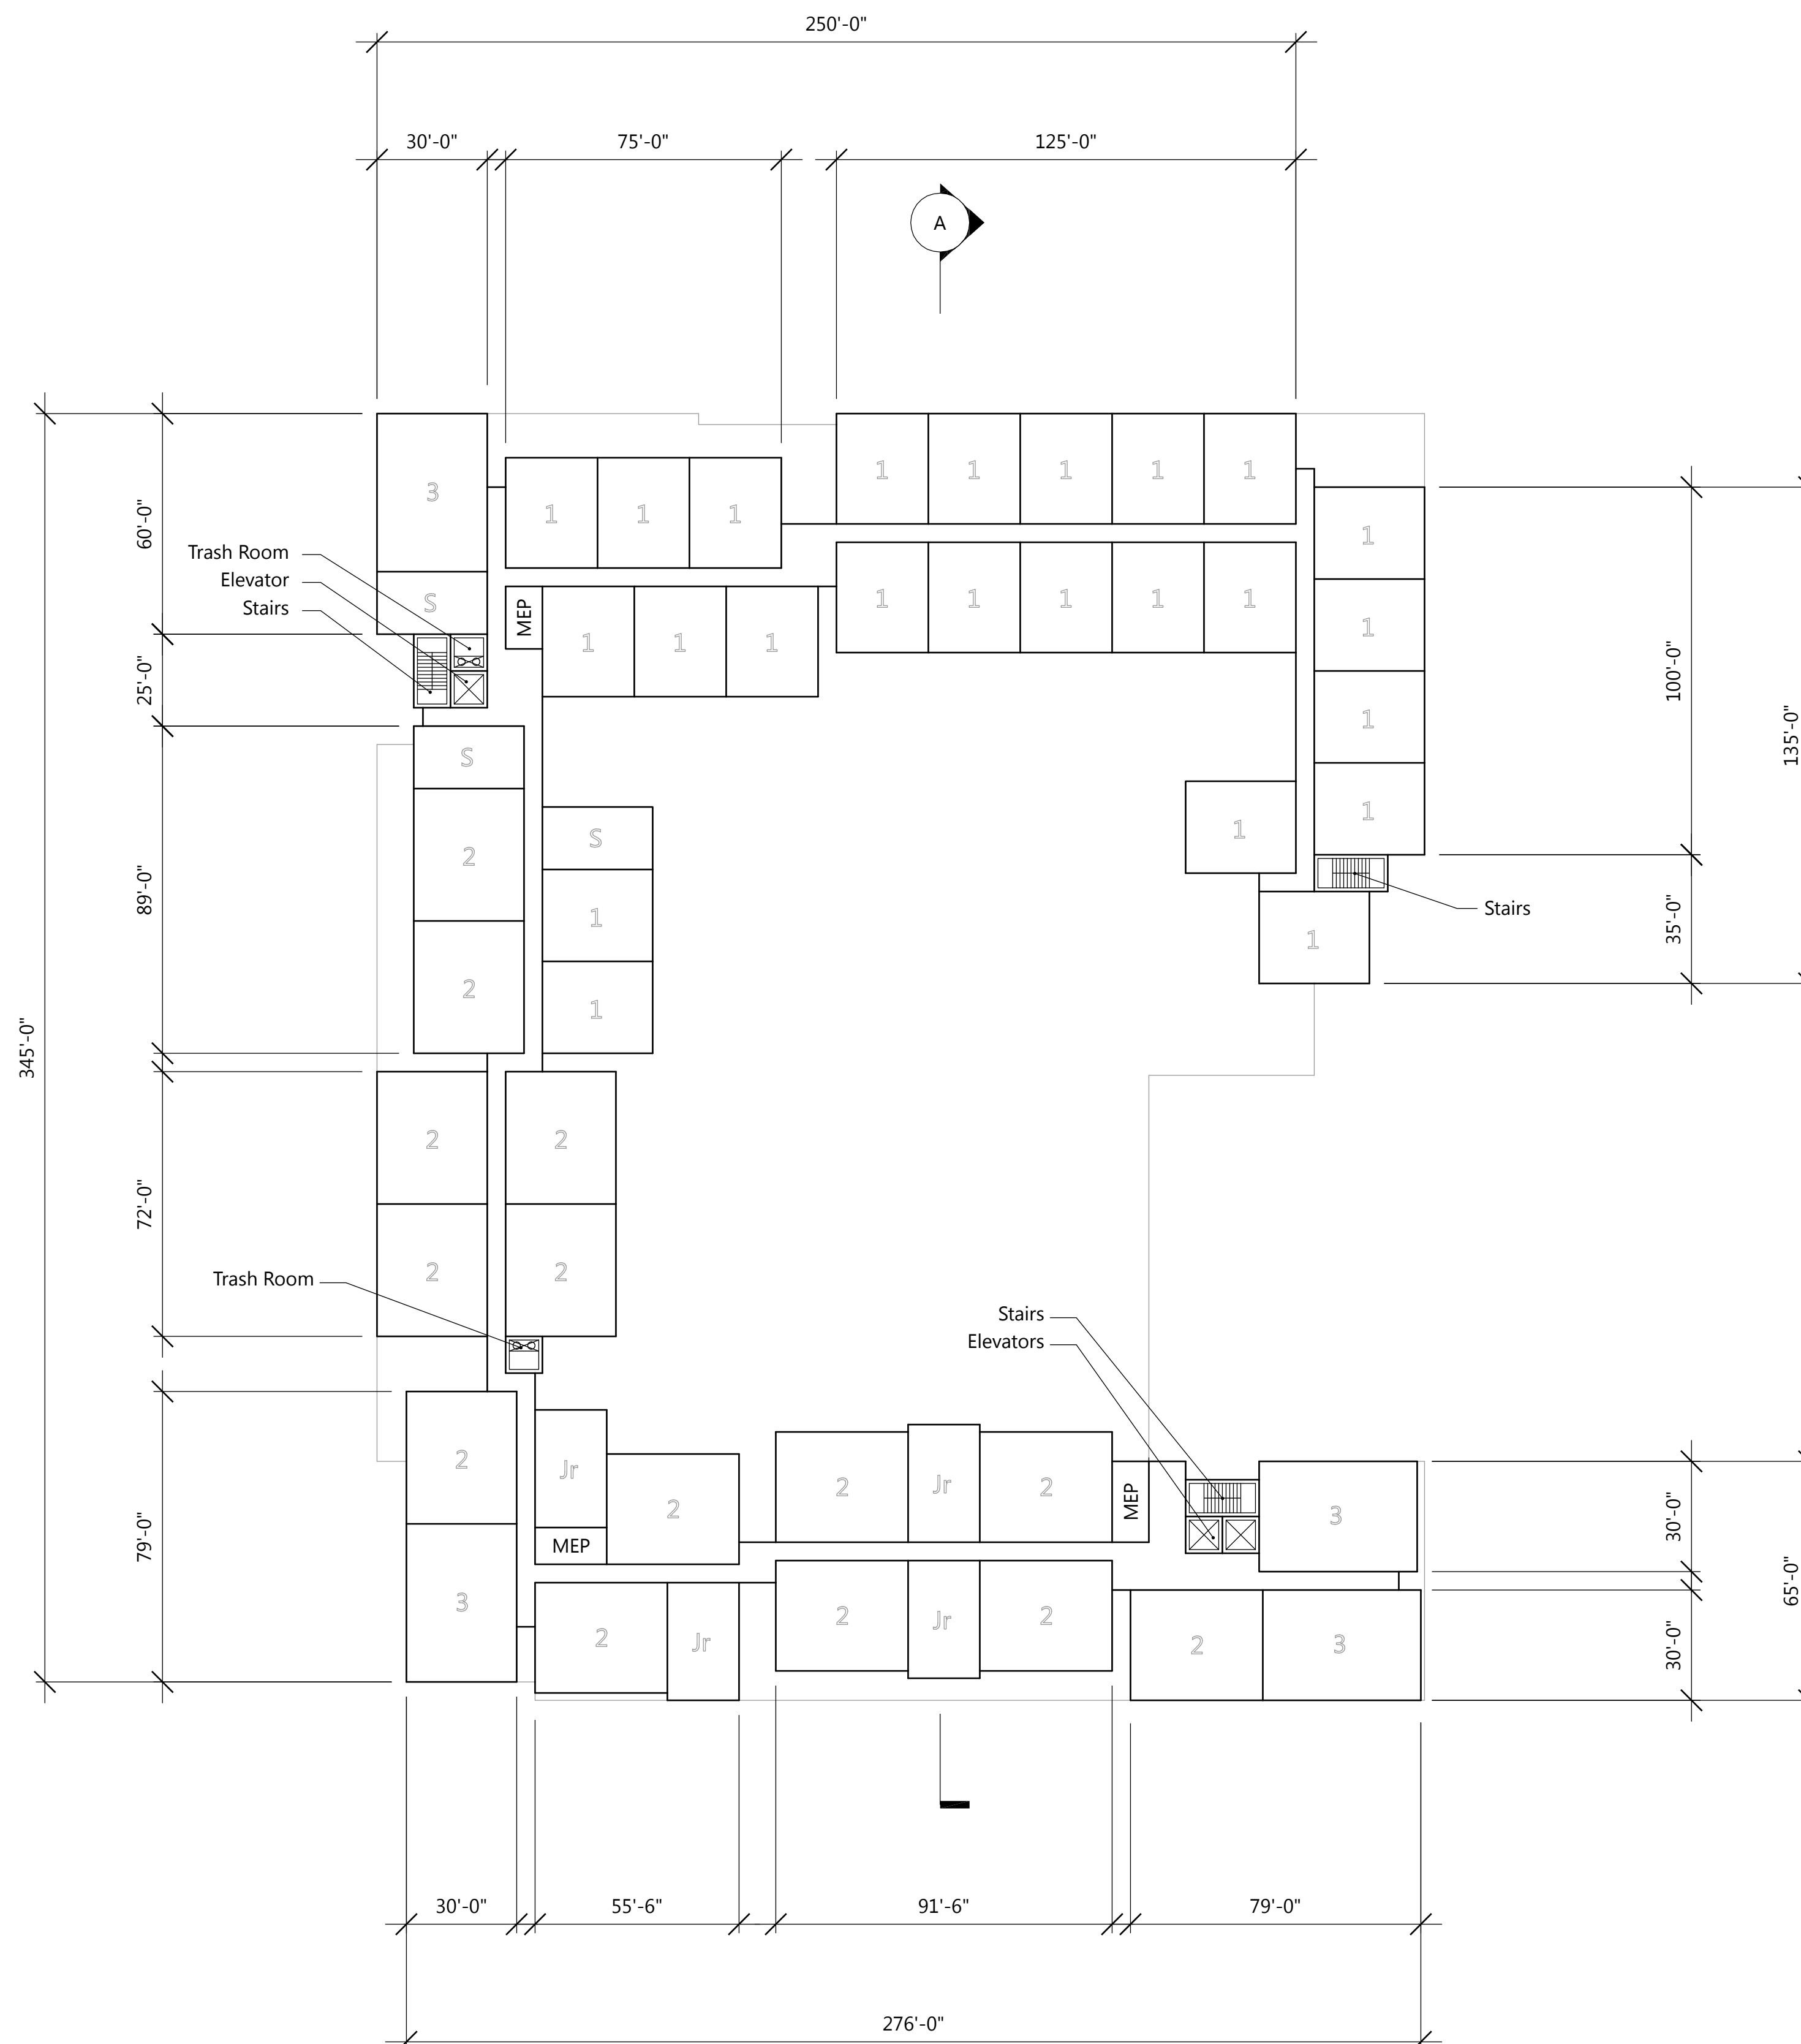 250'-0"
30'-0" 75'-0" 125'-0"
A
3
1 1 1
1 1 1 1 1
1
60'-0"
Trash Room
Elevator
Stairs
S
MEP
1 1 1
1 1 1 1 1
1
25'-0"
100'-0"
135'-0"
1
S
2
S
1
1
89'-0"
1
Stairs
35'-0"
1
2
1
345'-0"
2 2
72'-0"
2 2
Trash Room
Stairs
Elevators
2
Jr
2
2 Jr 2
MEP
3
30'-0"
79'-0"
MEP
65'-0"
3
2 Jr
2 Jr 2
2 3
30'-0"
30'-0" 55'-6" 91'-6" 79'-0"
276'-0"